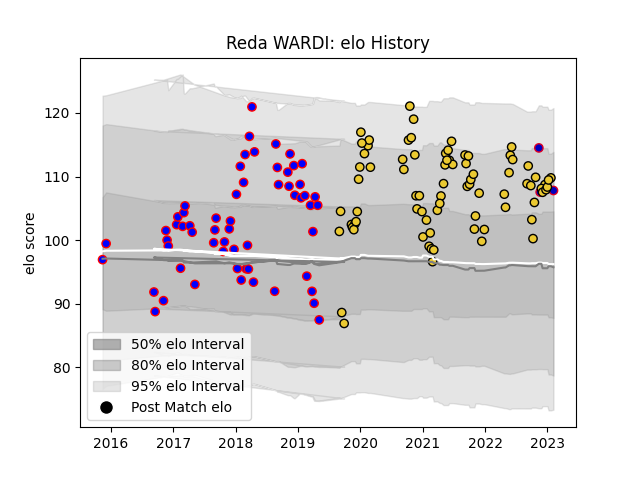 Reda WARDI: elo History
elo score
120
110
100
90
80
50% elo Interval
80% elo Interval
95% elo Interval
Post Match elo
2016 2017 2018 2019 2020 2021 2022 2023